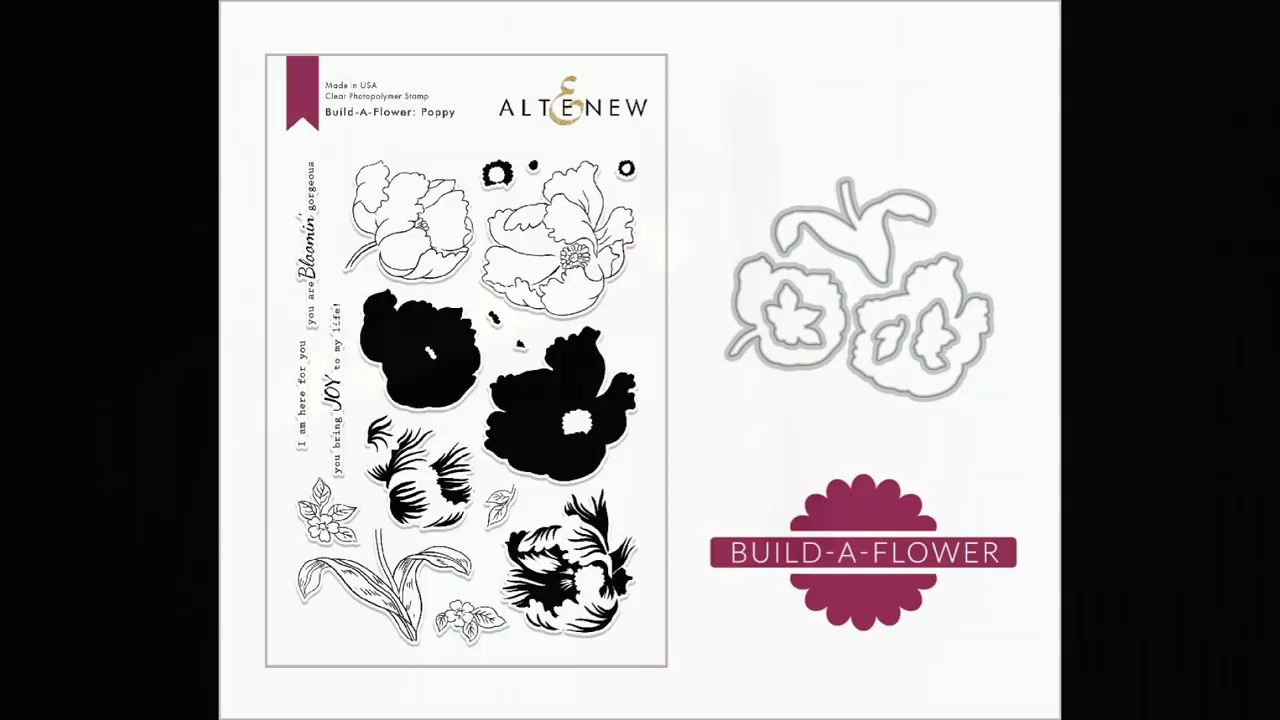 Made in USA
Clear Photopolymer Stamp
Build-A-Flower: Poppy
ALTENEW
you are Bloomin' gorgeous
I am here for you
you bring JOY to my life!
BUILD-A-FLOWER